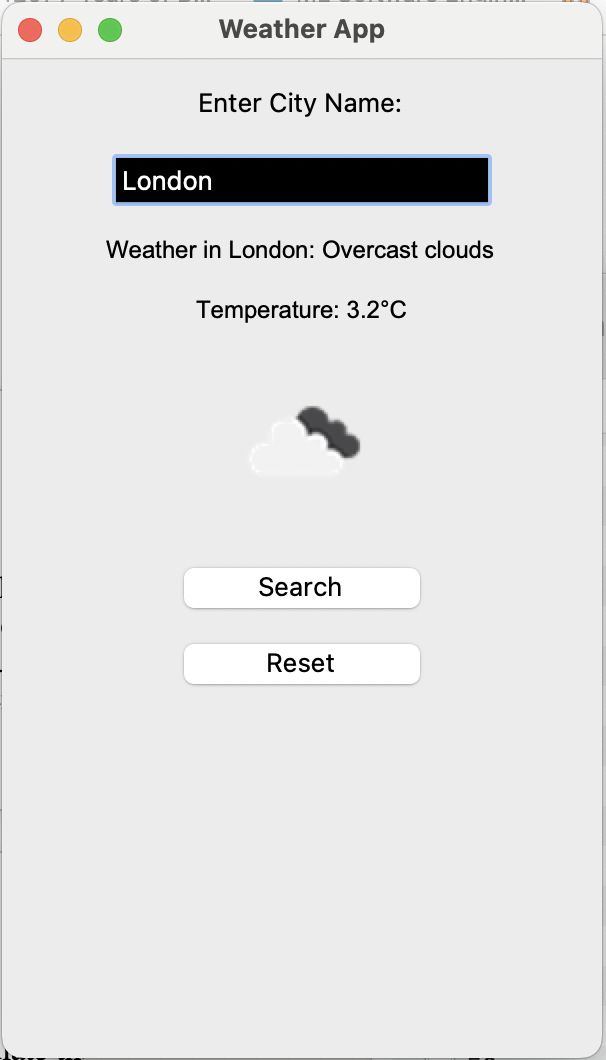 Weather App
Enter City Name:
London
Weather in London: Overcast clouds
Temperature: 3.2°C
Search
Reset